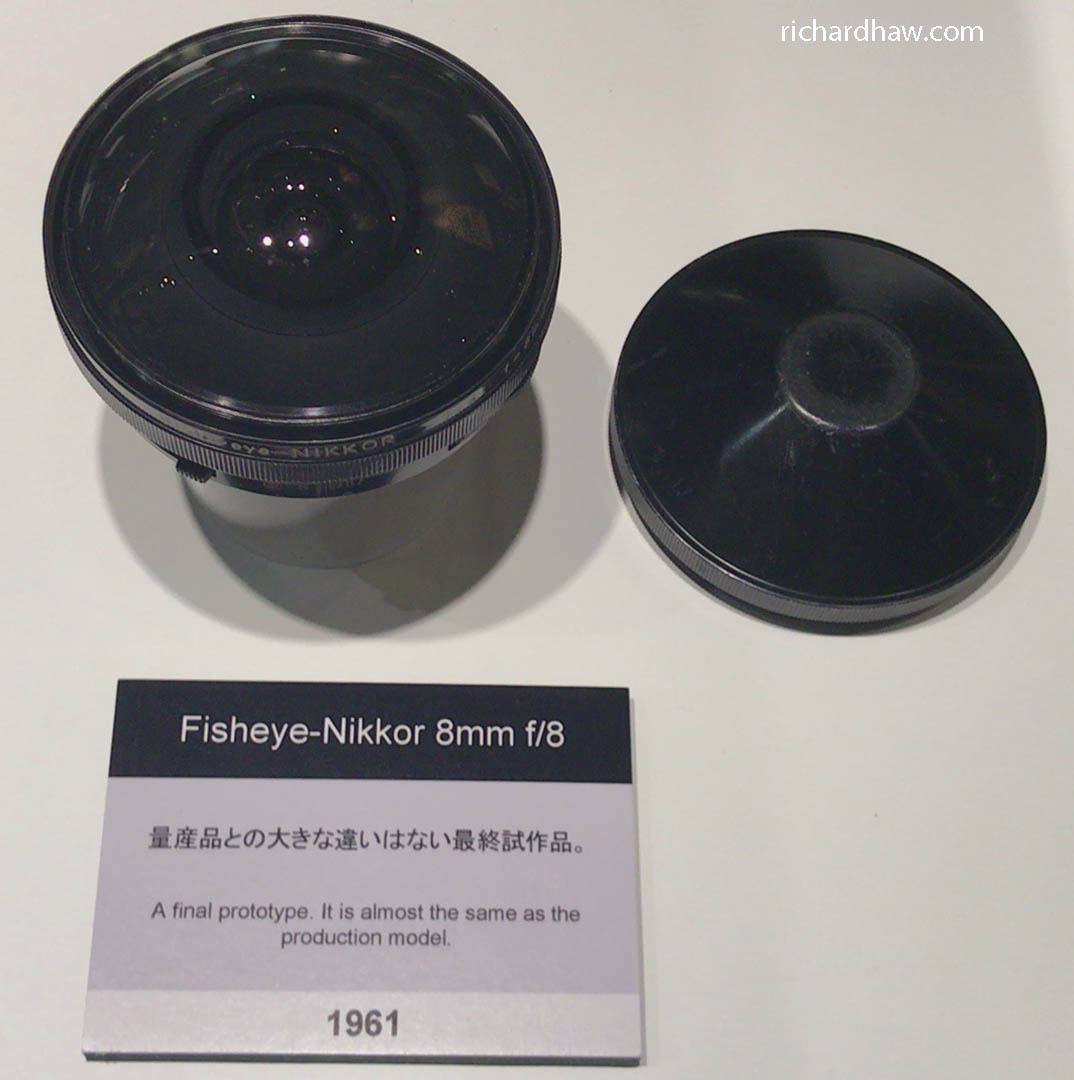 richardhaw.com
eye-NIKKOR
Fisheye-Nikkor 8mm f/8
量産品との大きな違いはない最終試作品。
A final prototype. It is almost the same as the
production model.
1961